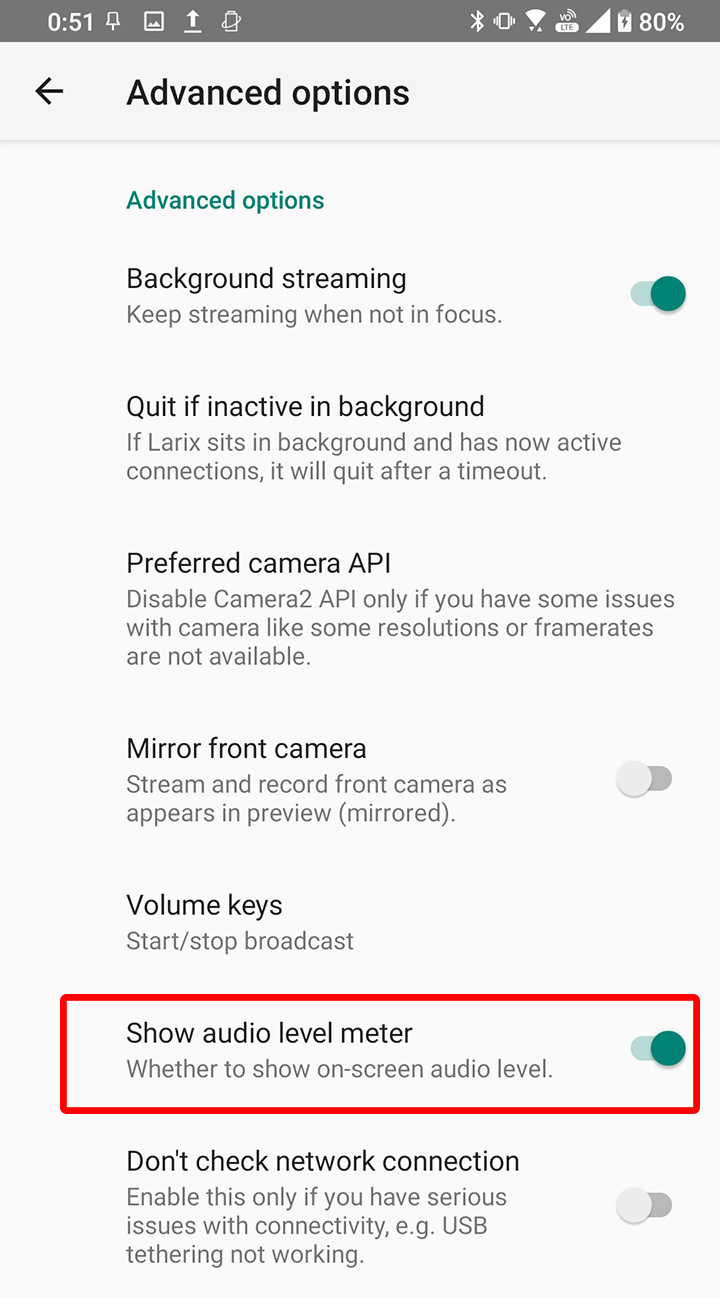 0:51 VO LTE 80%
Advanced options
Advanced options
Background streaming
Keep streaming when not in focus.
Quit if inactive in background
If Larix sits in background and has now active
connections, it will quit after a timeout.
Preferred camera API
Disable Camera2 API only if you have some issues
with camera like some resolutions or framerates
are not available.
Mirror front camera
Stream and record front camera as
appears in preview (mirrored).
Volume keys
Start/stop broadcast
Show audio level meter
Whether to show on-screen audio level.
Don't check network connection
Enable this only if you have serious
issues with connectivity, e.g. USB
tethering not working.